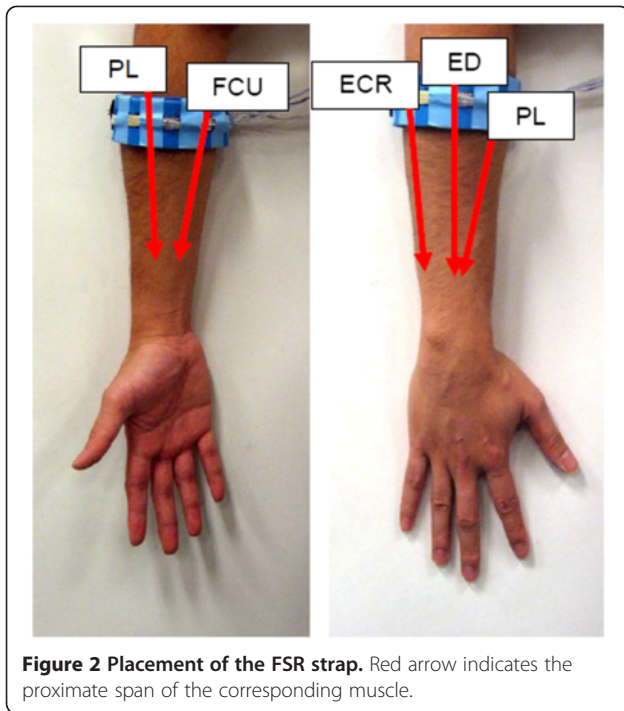 PL
FCU
ECR
ED
PL
Figure 2 Placement of the FSR strap. Red arrow indicates the
proximate span of the corresponding muscle.